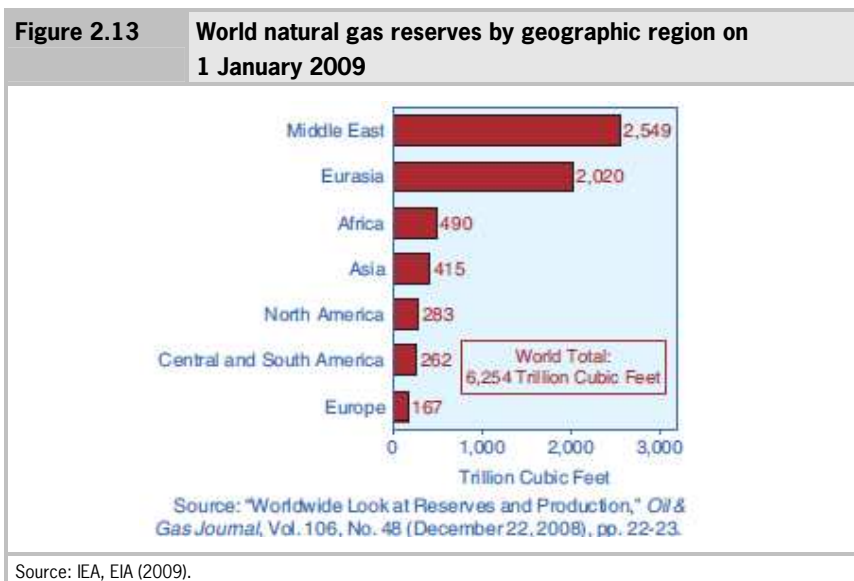 Figure 2.13
World natural gas reserves by geographic region on
1 January 2009
Middle East 2,549
Eurasia 2,020
Africa 490
Asia 415
North America 283
Central and South America 262
Europe 167
World Total:
6,254 Trillion Cubic Feet
0 1,000 2,000 3,000
Trillion Cubic Feet
Source: "Worldwide Look at Reserves and Production," Oil &
Gas Journal, Vol. 106, No. 48 (December 22, 2008), pp. 22-23.
Source: IEA, EIA (2009).